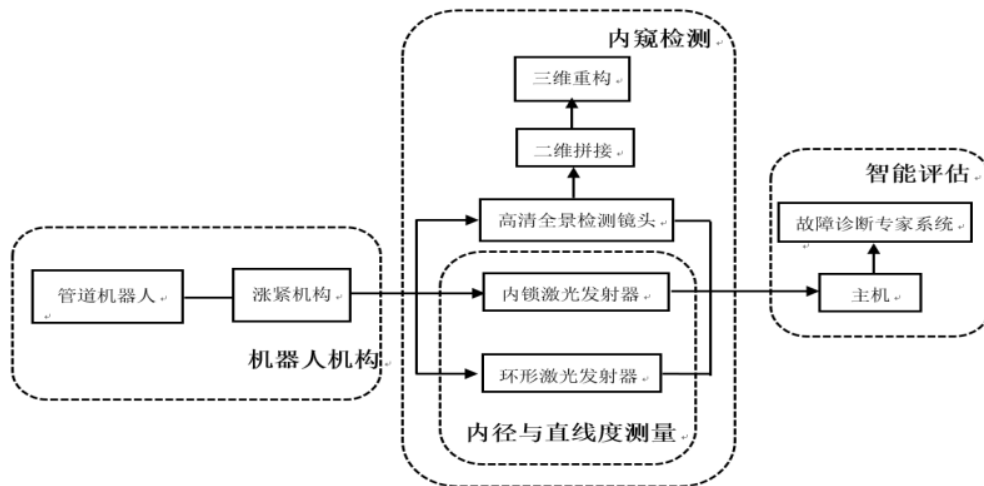 内窥检测
三维重构
二维拼接
智能评估
高清全景检测镜头
故障诊断专家系统
管道机器人
涨紧机构
内锁激光发射器
主机
机器人机构
环形激光发射器
内径与直线度测量